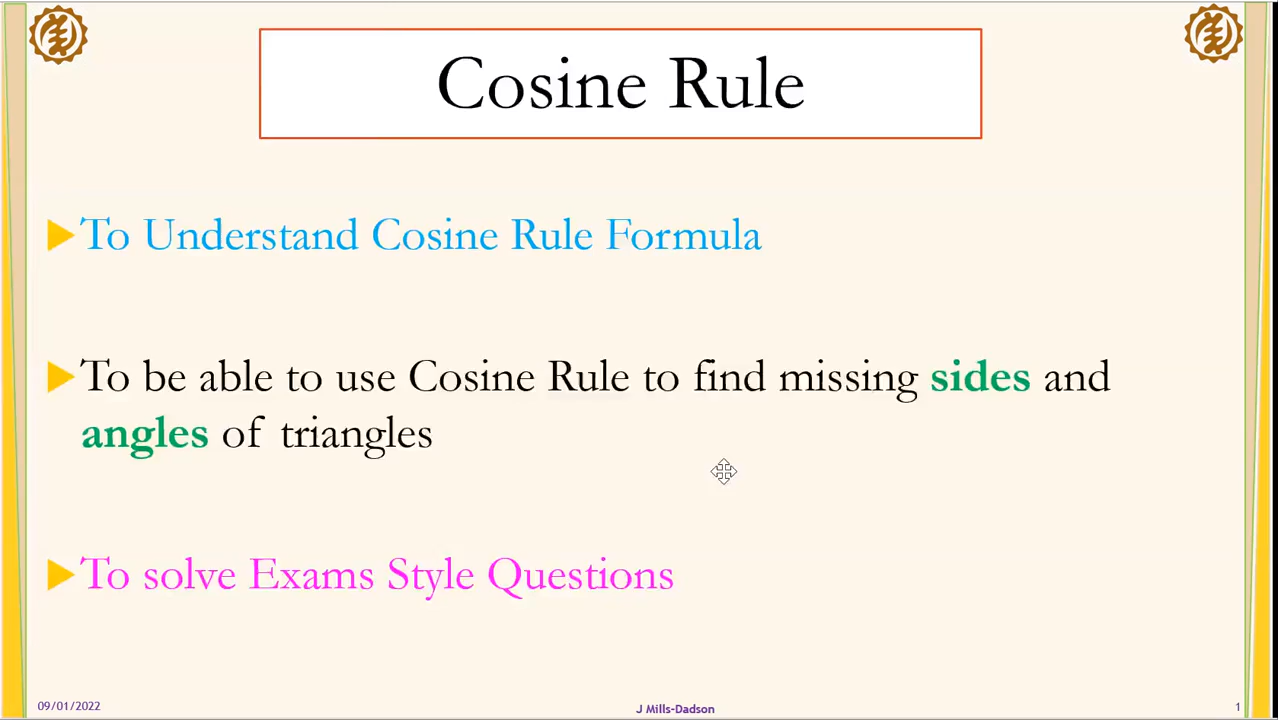 Cosine Rule
To Understand Cosine Rule Formula
To be able to use Cosine Rule to find missing sides and
angles of triangles
To solve Exams Style Questions
09/01/2022
J Mills-Dadson
1